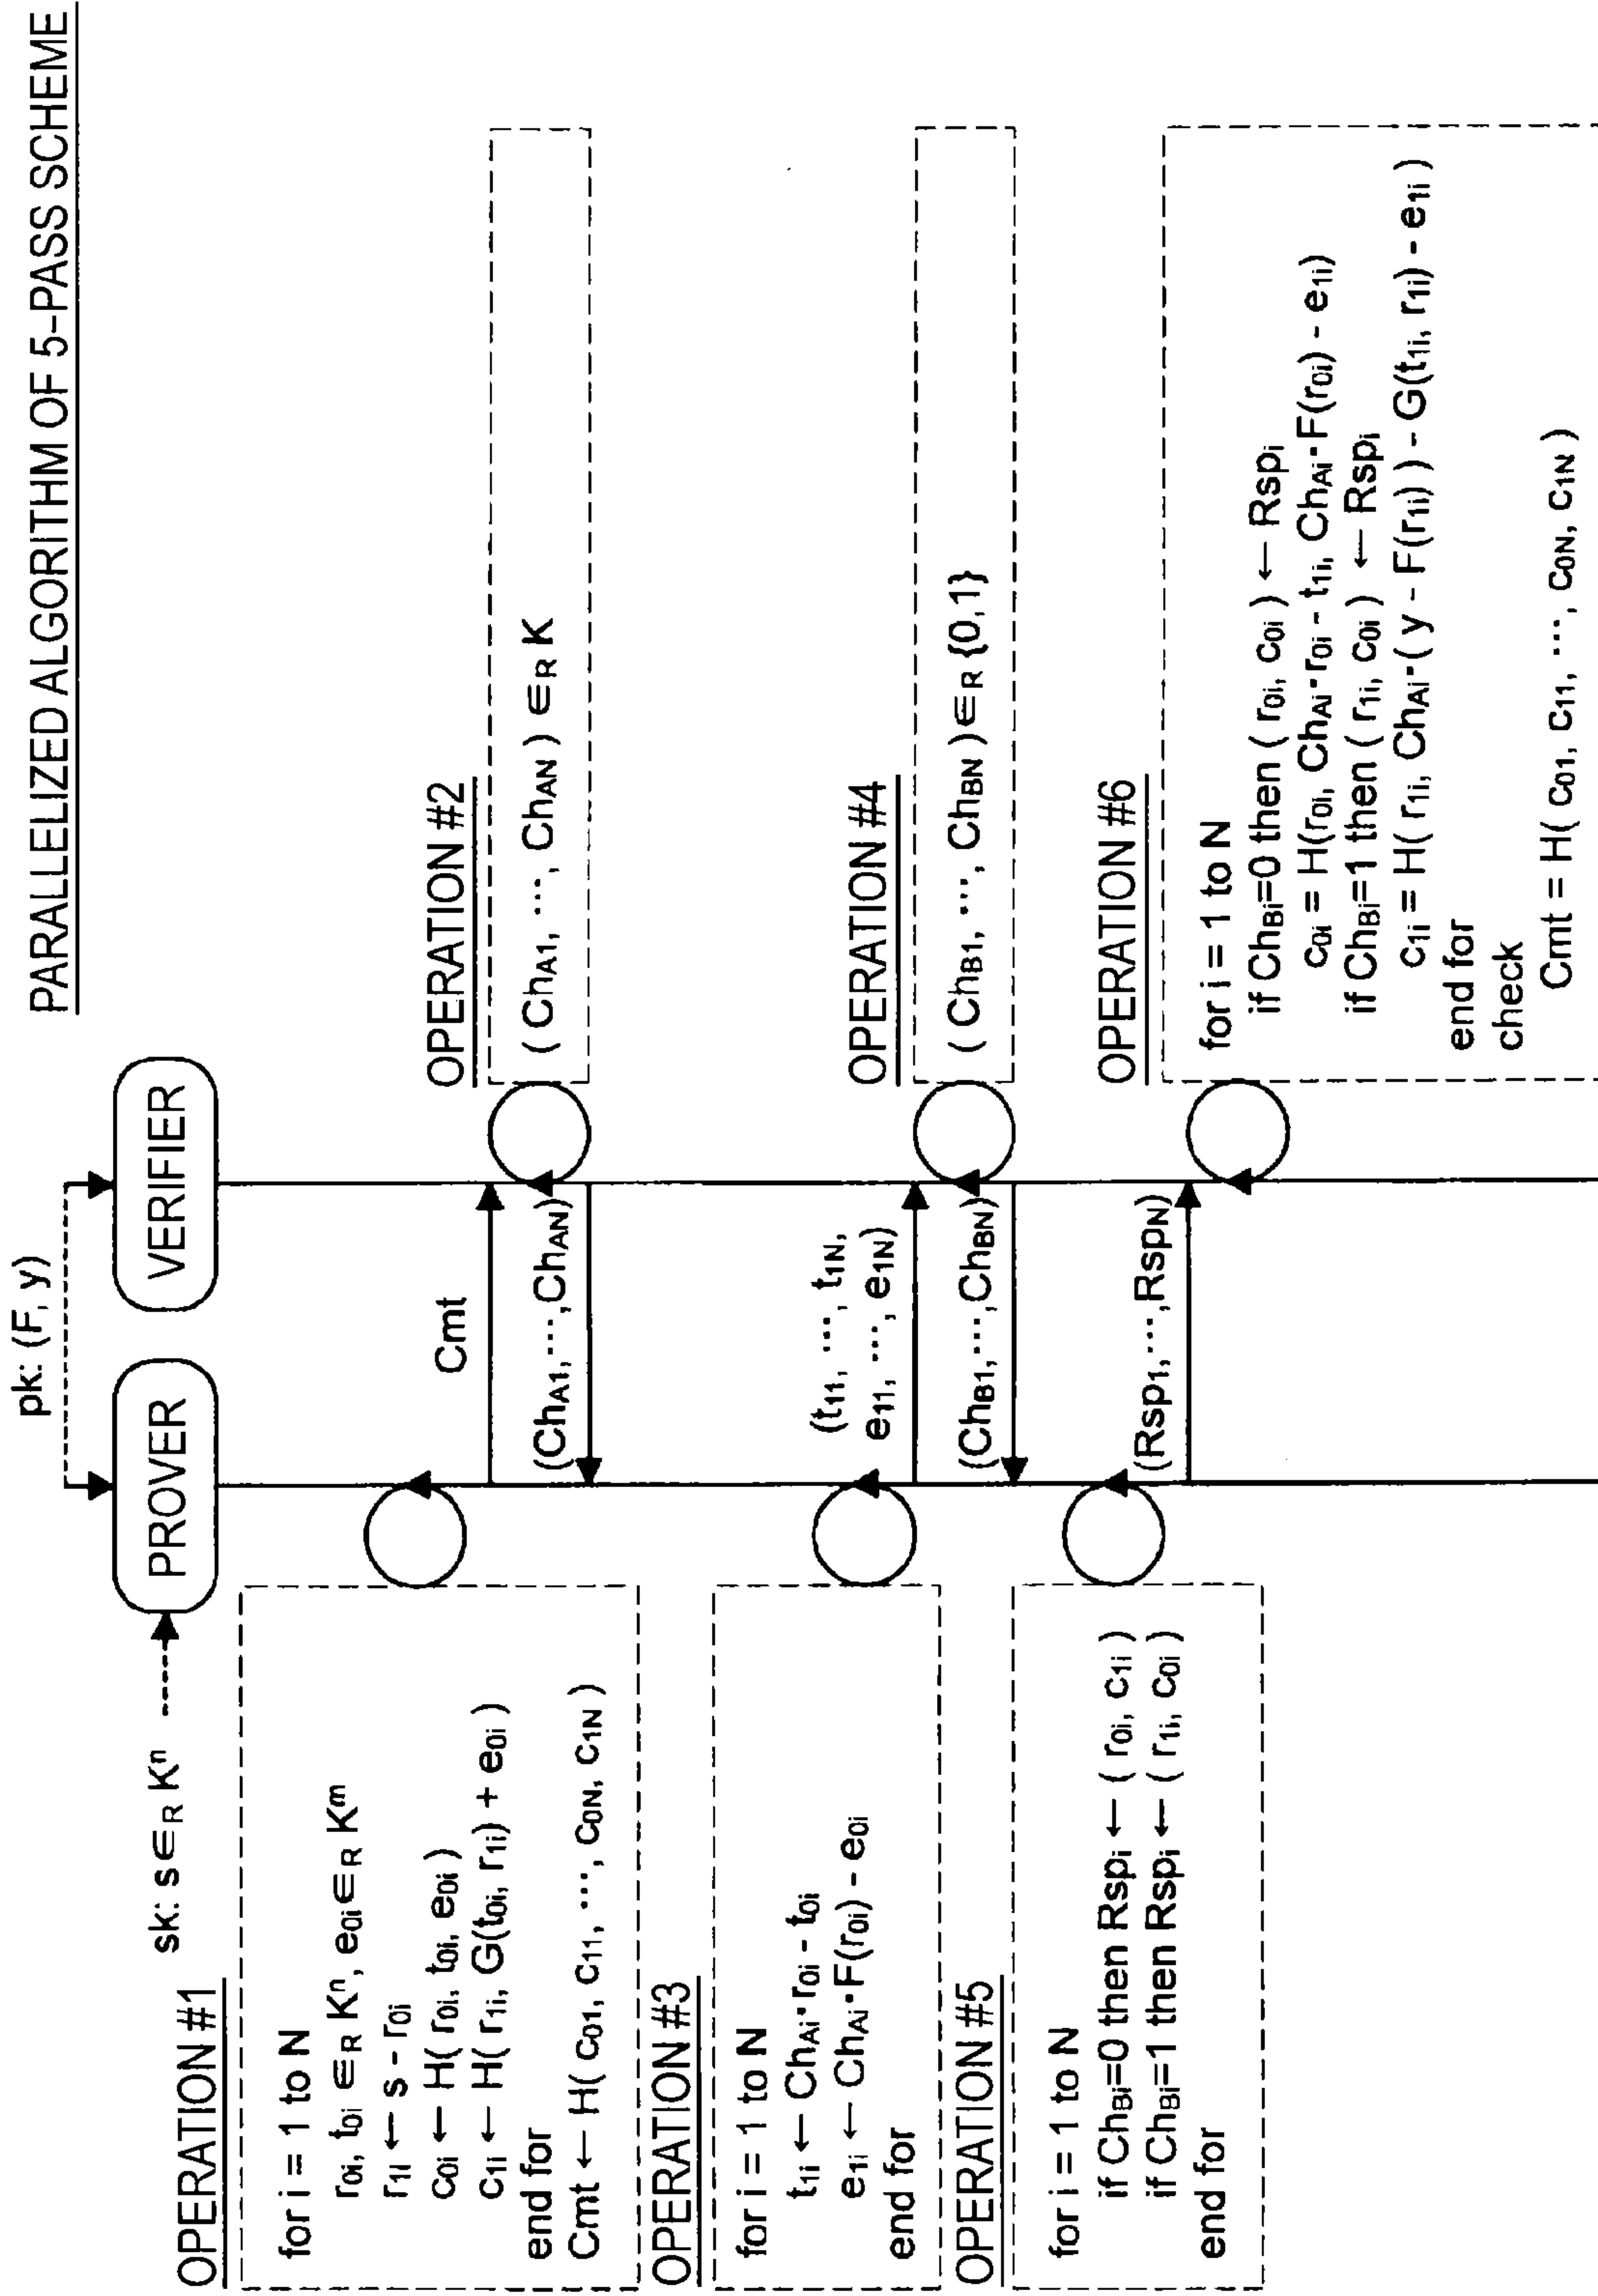 PARALLELIZED ALGORITHM OF 5-PASS SCHEME
pk: (F, y)
sk: s ∈R Kⁿ
PROVER
VERIFIER
OPERATION #1
for i = 1 to N
r0i, t0i ∈R Kⁿ, e0i ∈R Kᵐ
r1i ← s - r0i
c0i ← H( r0i, t0i, e0i )
c1i ← H( r1i, G(t0i, r1i) + e0i )
end for
Cmt ← H( c01, c11, ···, c0N, c1N )
Cmt
OPERATION #2
( ChA1, ···, ChAN ) ∈R K
(ChA1,···,ChAN)
OPERATION #3
for i = 1 to N
t1i ← ChAi·r0i - t0i
e1i ← ChAi·F(r0i) - e0i
end for
(t11, ···, t1N,
e11, ···, e1N)
OPERATION #4
( ChB1, ···, ChBN ) ∈R {0,1}
(ChB1,···,ChBN)
OPERATION #5
for i = 1 to N
if ChBi=0 then Rspi ← ( r0i, c1i )
if ChBi=1 then Rspi ← ( r1i, c0i )
end for
(Rsp1,···,RspN)
OPERATION #6
for i = 1 to N
if ChBi=0 then ( r0i, c0i ) ← Rspi
c0i = H(r0i, ChAi·r0i - t1i, ChAi·F(r0i) - e1i)
if ChBi=1 then ( r1i, c0i ) ← Rspi
c1i = H( r1i, ChAi·( y - F(r1i) ) - G(t1i, r1i) - e1i )
end for
check
Cmt = H( c01, c11, ···, c0N, c1N )